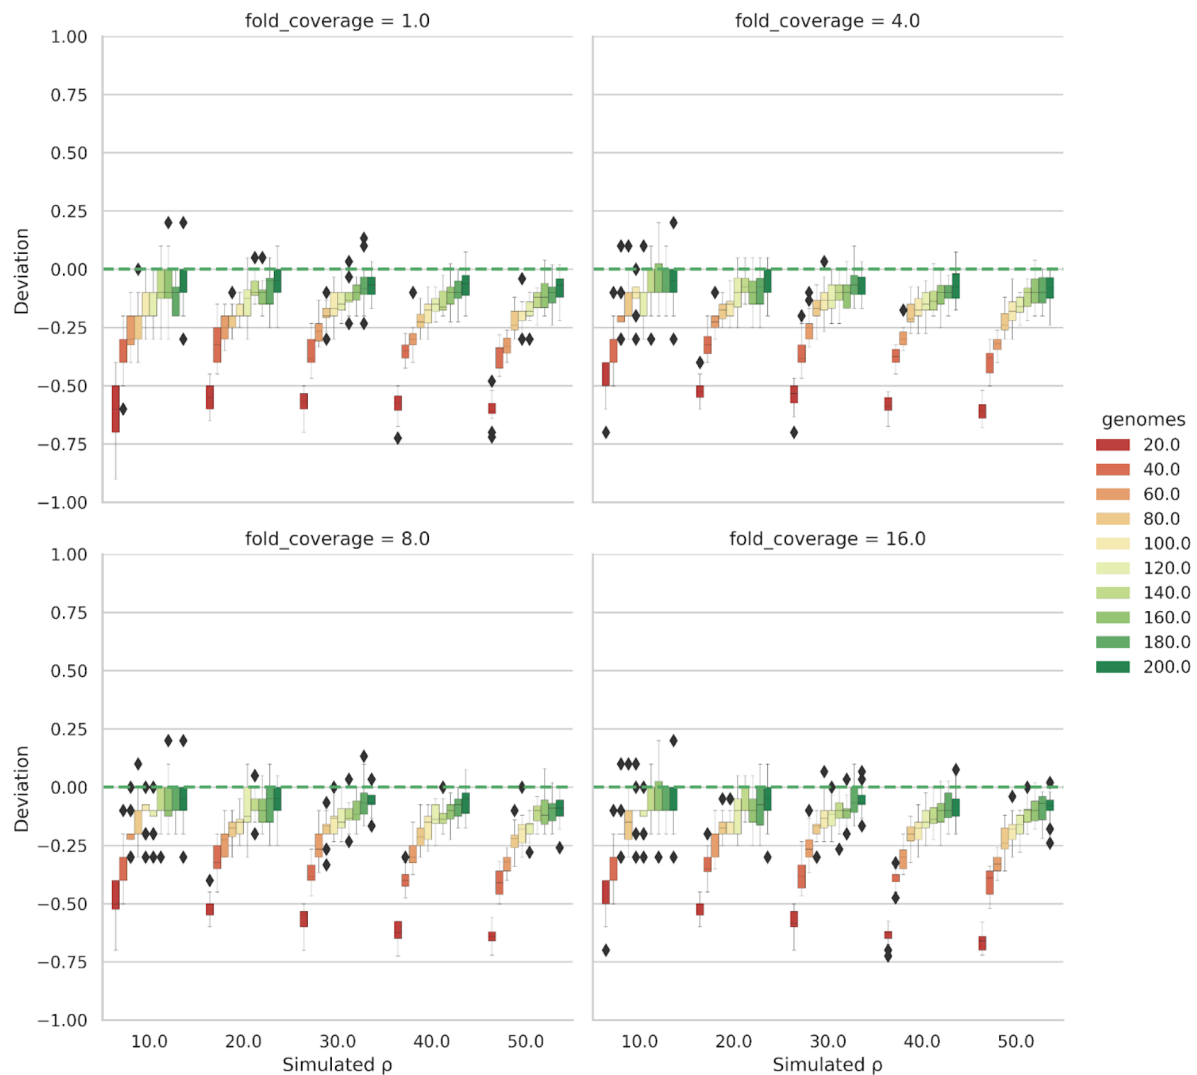 fold_coverage = 1.0
fold_coverage = 4.0
1.00
0.75
0.50
0.25
0.00
−0.25
−0.50
−0.75
−1.00
Deviation
fold_coverage = 8.0
fold_coverage = 16.0
1.00
0.75
0.50
0.25
0.00
−0.25
−0.50
−0.75
−1.00
Deviation
10.0 20.0 30.0 40.0 50.0
Simulated ρ
10.0 20.0 30.0 40.0 50.0
Simulated ρ
genomes
20.0
40.0
60.0
80.0
100.0
120.0
140.0
160.0
180.0
200.0